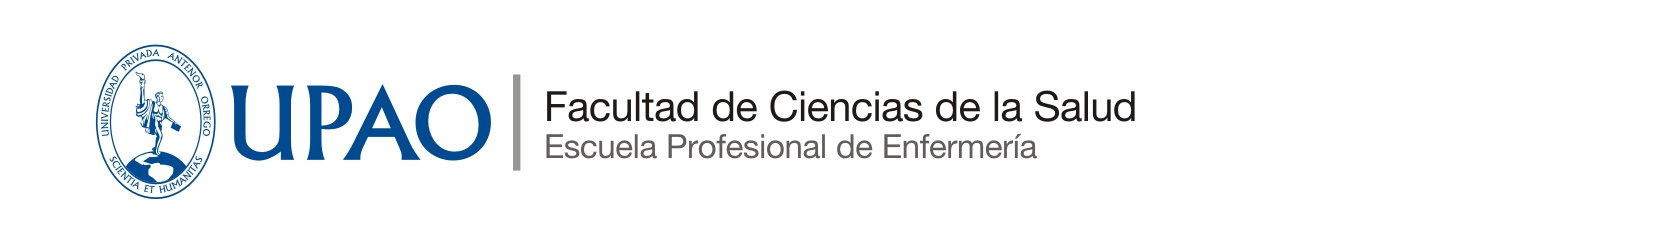 UNIVERSIDAD PRIVADA ANTENOR ORREGO
SCIENTIA ET HUMANITAS
UPAO
Facultad de Ciencias de la Salud
Escuela Profesional de Enfermería